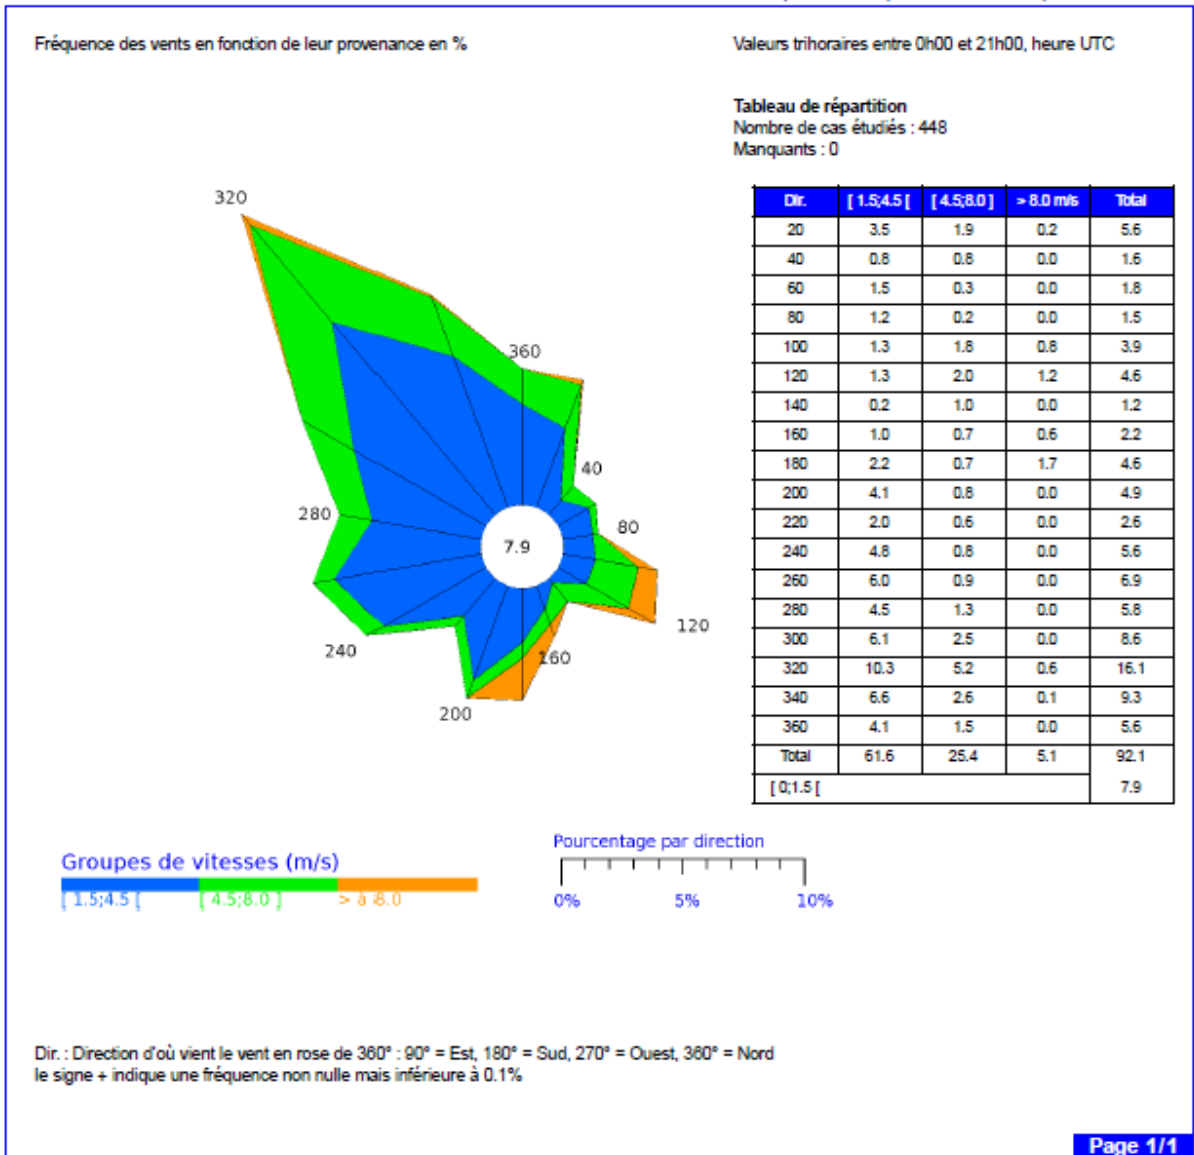 Fréquence des vents en fonction de leur provenance en %
Valeurs trihoraires entre 0h00 et 21h00, heure UTC
Tableau de répartition
Nombre de cas étudiés : 448
Manquants : 0
320
360
40
280
80
7.9
120
240
160
200
Dir. [ 1.5;4.5 [ [ 4.5;8.0 ] > 8.0 m/s Total
20 3.5 1.9 0.2 5.6
40 0.8 0.8 0.0 1.6
60 1.5 0.3 0.0 1.8
80 1.2 0.2 0.0 1.5
100 1.3 1.8 0.8 3.9
120 1.3 2.0 1.2 4.6
140 0.2 1.0 0.0 1.2
160 1.0 0.7 0.6 2.2
180 2.2 0.7 1.7 4.6
200 4.1 0.8 0.0 4.9
220 2.0 0.6 0.0 2.6
240 4.8 0.8 0.0 5.6
260 6.0 0.9 0.0 6.9
280 4.5 1.3 0.0 5.8
300 6.1 2.5 0.0 8.6
320 10.3 5.2 0.6 16.1
340 6.6 2.6 0.1 9.3
360 4.1 1.5 0.0 5.6
Total 61.6 25.4 5.1 92.1
[ 0;1.5 [ 7.9
Groupes de vitesses (m/s)
[ 1.5;4.5 [ [ 4.5;8.0 ] > à 8.0
Pourcentage par direction
0% 5% 10%
Dir. : Direction d'où vient le vent en rose de 360° : 90° = Est, 180° = Sud, 270° = Ouest, 360° = Nord
le signe + indique une fréquence non nulle mais inférieure à 0.1%
Page 1/1